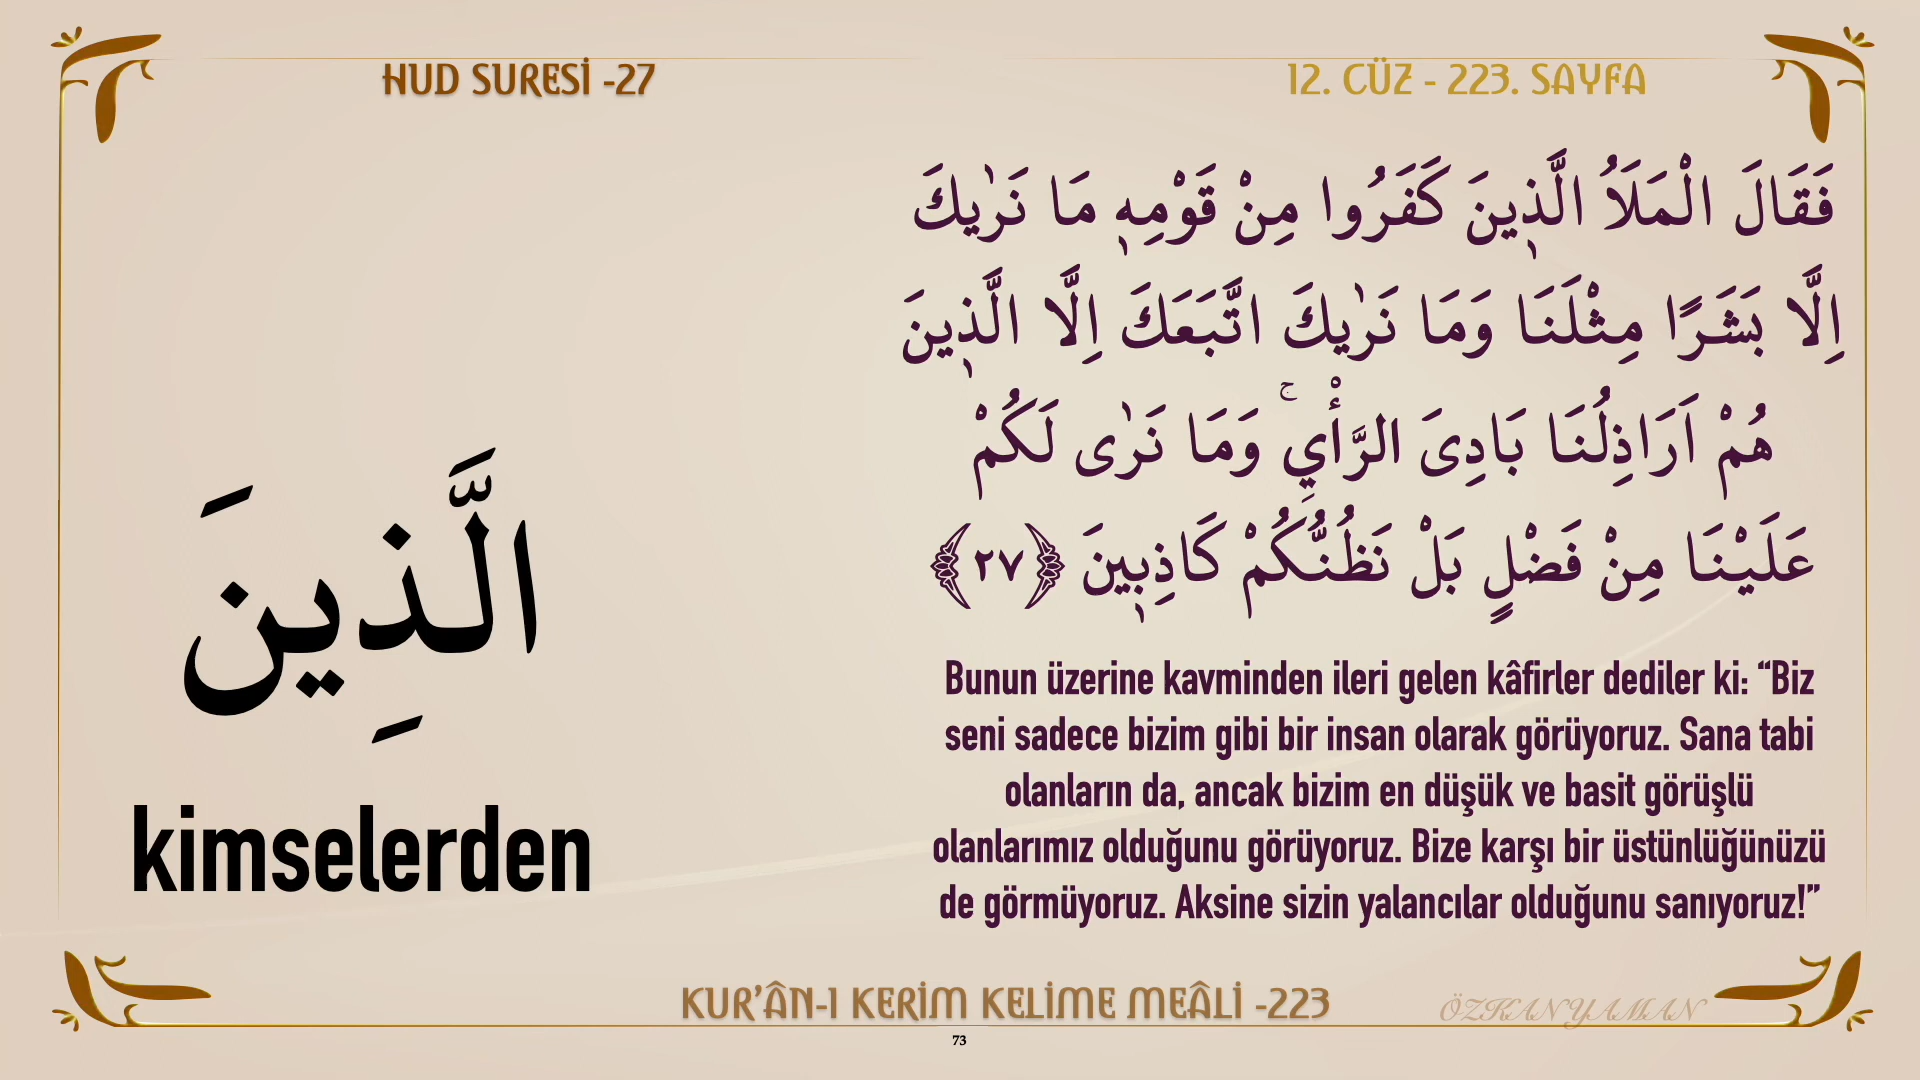 HUD SURESİ -27
12. CÜZ - 223. SAYFA
فَقَالَ الْمَلَاُ الَّذ۪ينَ كَفَرُوا مِنْ قَوْمِه۪ مَا نَرٰيكَ
اِلَّا بَشَرًا مِثْلَنَا وَمَا نَرٰيكَ اتَّبَعَكَ اِلَّا الَّذ۪ينَ
هُمْ اَرَاذِلُنَا بَادِىَ الرَّأْيِۚ وَمَا نَرٰى لَكُمْ
عَلَيْنَا مِنْ فَضْلٍ بَلْ نَظُنُّكُمْ كَاذِب۪ينَ ﴿٢٧﴾
الَّذِينَ
kimselerden
Bunun üzerine kavminden ileri gelen kâfirler dediler ki: “Biz
seni sadece bizim gibi bir insan olarak görüyoruz. Sana tabi
olanların da, ancak bizim en düşük ve basit görüşlü
olanlarımız olduğunu görüyoruz. Bize karşı bir üstünlüğünüzü
de görmüyoruz. Aksine sizin yalancılar olduğunu sanıyoruz!”
KUR’ÂN-I KERİM KELİME MEÂLİ -223
ÖZKAN YAMAN
73